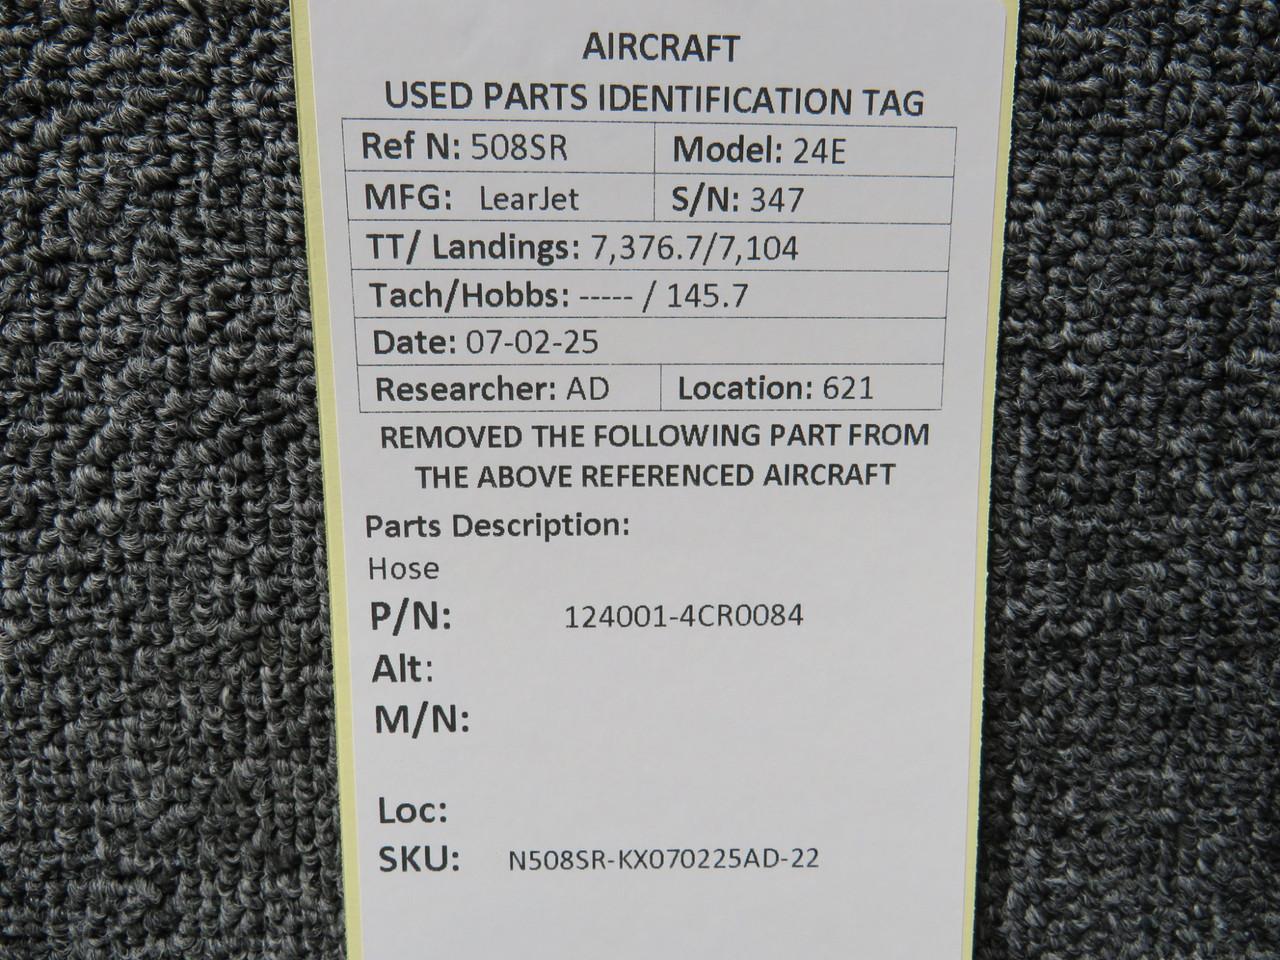 AIRCRAFT
USED PARTS IDENTIFICATION TAG
Ref N: 508SR Model: 24E
MFG: LearJet S/N: 347
TT/ Landings: 7,376.7/7,104
Tach/Hobbs: ----- / 145.7
Date: 07-02-25
Researcher: AD Location: 621
REMOVED THE FOLLOWING PART FROM
THE ABOVE REFERENCED AIRCRAFT
Parts Description:
Hose
P/N: 124001-4CR0084
Alt:
M/N:
Loc:
SKU: N508SR-KX070225AD-22